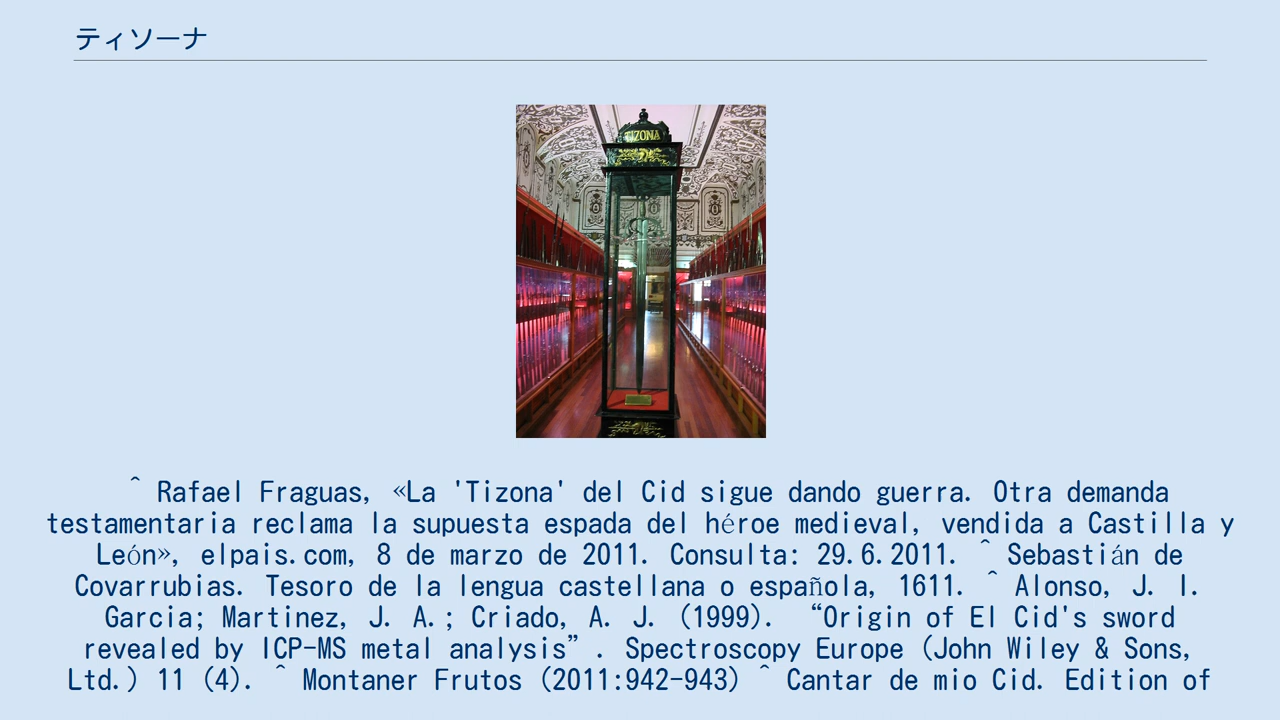 ティソーナ
TIZONA
^ Rafael Fraguas, «La 'Tizona' del Cid sigue dando guerra. Otra demanda
testamentaria reclama la supuesta espada del héroe medieval, vendida a Castilla y
León», elpais.com, 8 de marzo de 2011. Consulta: 29.6.2011. ^ Sebastián de
Covarrubias. Tesoro de la lengua castellana o española, 1611. ^ Alonso, J. I.
Garcia; Martinez, J. A.; Criado, A. J. (1999). “Origin of El Cid's sword
revealed by ICP-MS metal analysis”. Spectroscopy Europe (John Wiley & Sons,
Ltd.) 11 (4). ^ Montaner Frutos (2011:942-943) ^ Cantar de mio Cid. Edition of